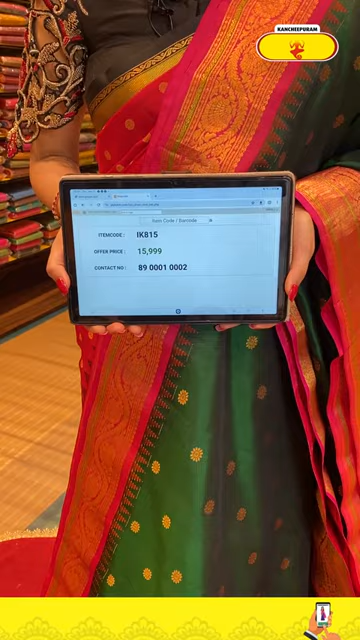 KANCHEEPURAM
Item Code / Barcode
ITEMCODE : IK815
OFFER PRICE : 15,999
CONTACT NO : 89 0001 0002